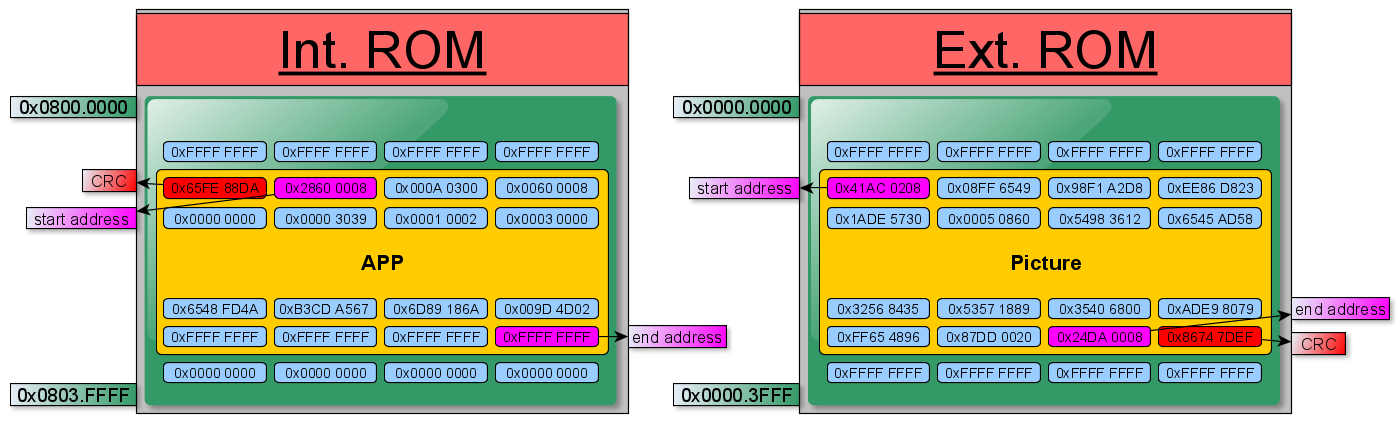 Int. ROM
0x0800.0000
0xFFFF FFFF 0xFFFF FFFF 0xFFFF FFFF 0xFFFF FFFF
CRC
0x65FE 88DA 0x2860 0008 0x000A 0300 0x0060 0008
start address
0x0000 0000 0x0000 3039 0x0001 0002 0x0003 0000
APP
0x6548 FD4A 0xB3CD A567 0x6D89 186A 0x009D 4D02
0xFFFF FFFF 0xFFFF FFFF 0xFFFF FFFF 0xFFFF FFFF
end address
0x0000 0000 0x0000 0000 0x0000 0000 0x0000 0000
0x0803.FFFF
Ext. ROM
0x0000.0000
0xFFFF FFFF 0xFFFF FFFF 0xFFFF FFFF 0xFFFF FFFF
start address
0x41AC 0208 0x08FF 6549 0x98F1 A2D8 0xEE86 D823
0x1ADE 5730 0x0005 0860 0x5498 3612 0x6545 AD58
Picture
0x3256 8435 0x5357 1889 0x3540 6800 0xADE9 8079
end address
0xFF65 4896 0x87DD 0020 0x24DA 0008 0x8674 7DEF
CRC
0xFFFF FFFF 0xFFFF FFFF 0xFFFF FFFF 0xFFFF FFFF
0x0000.3FFF